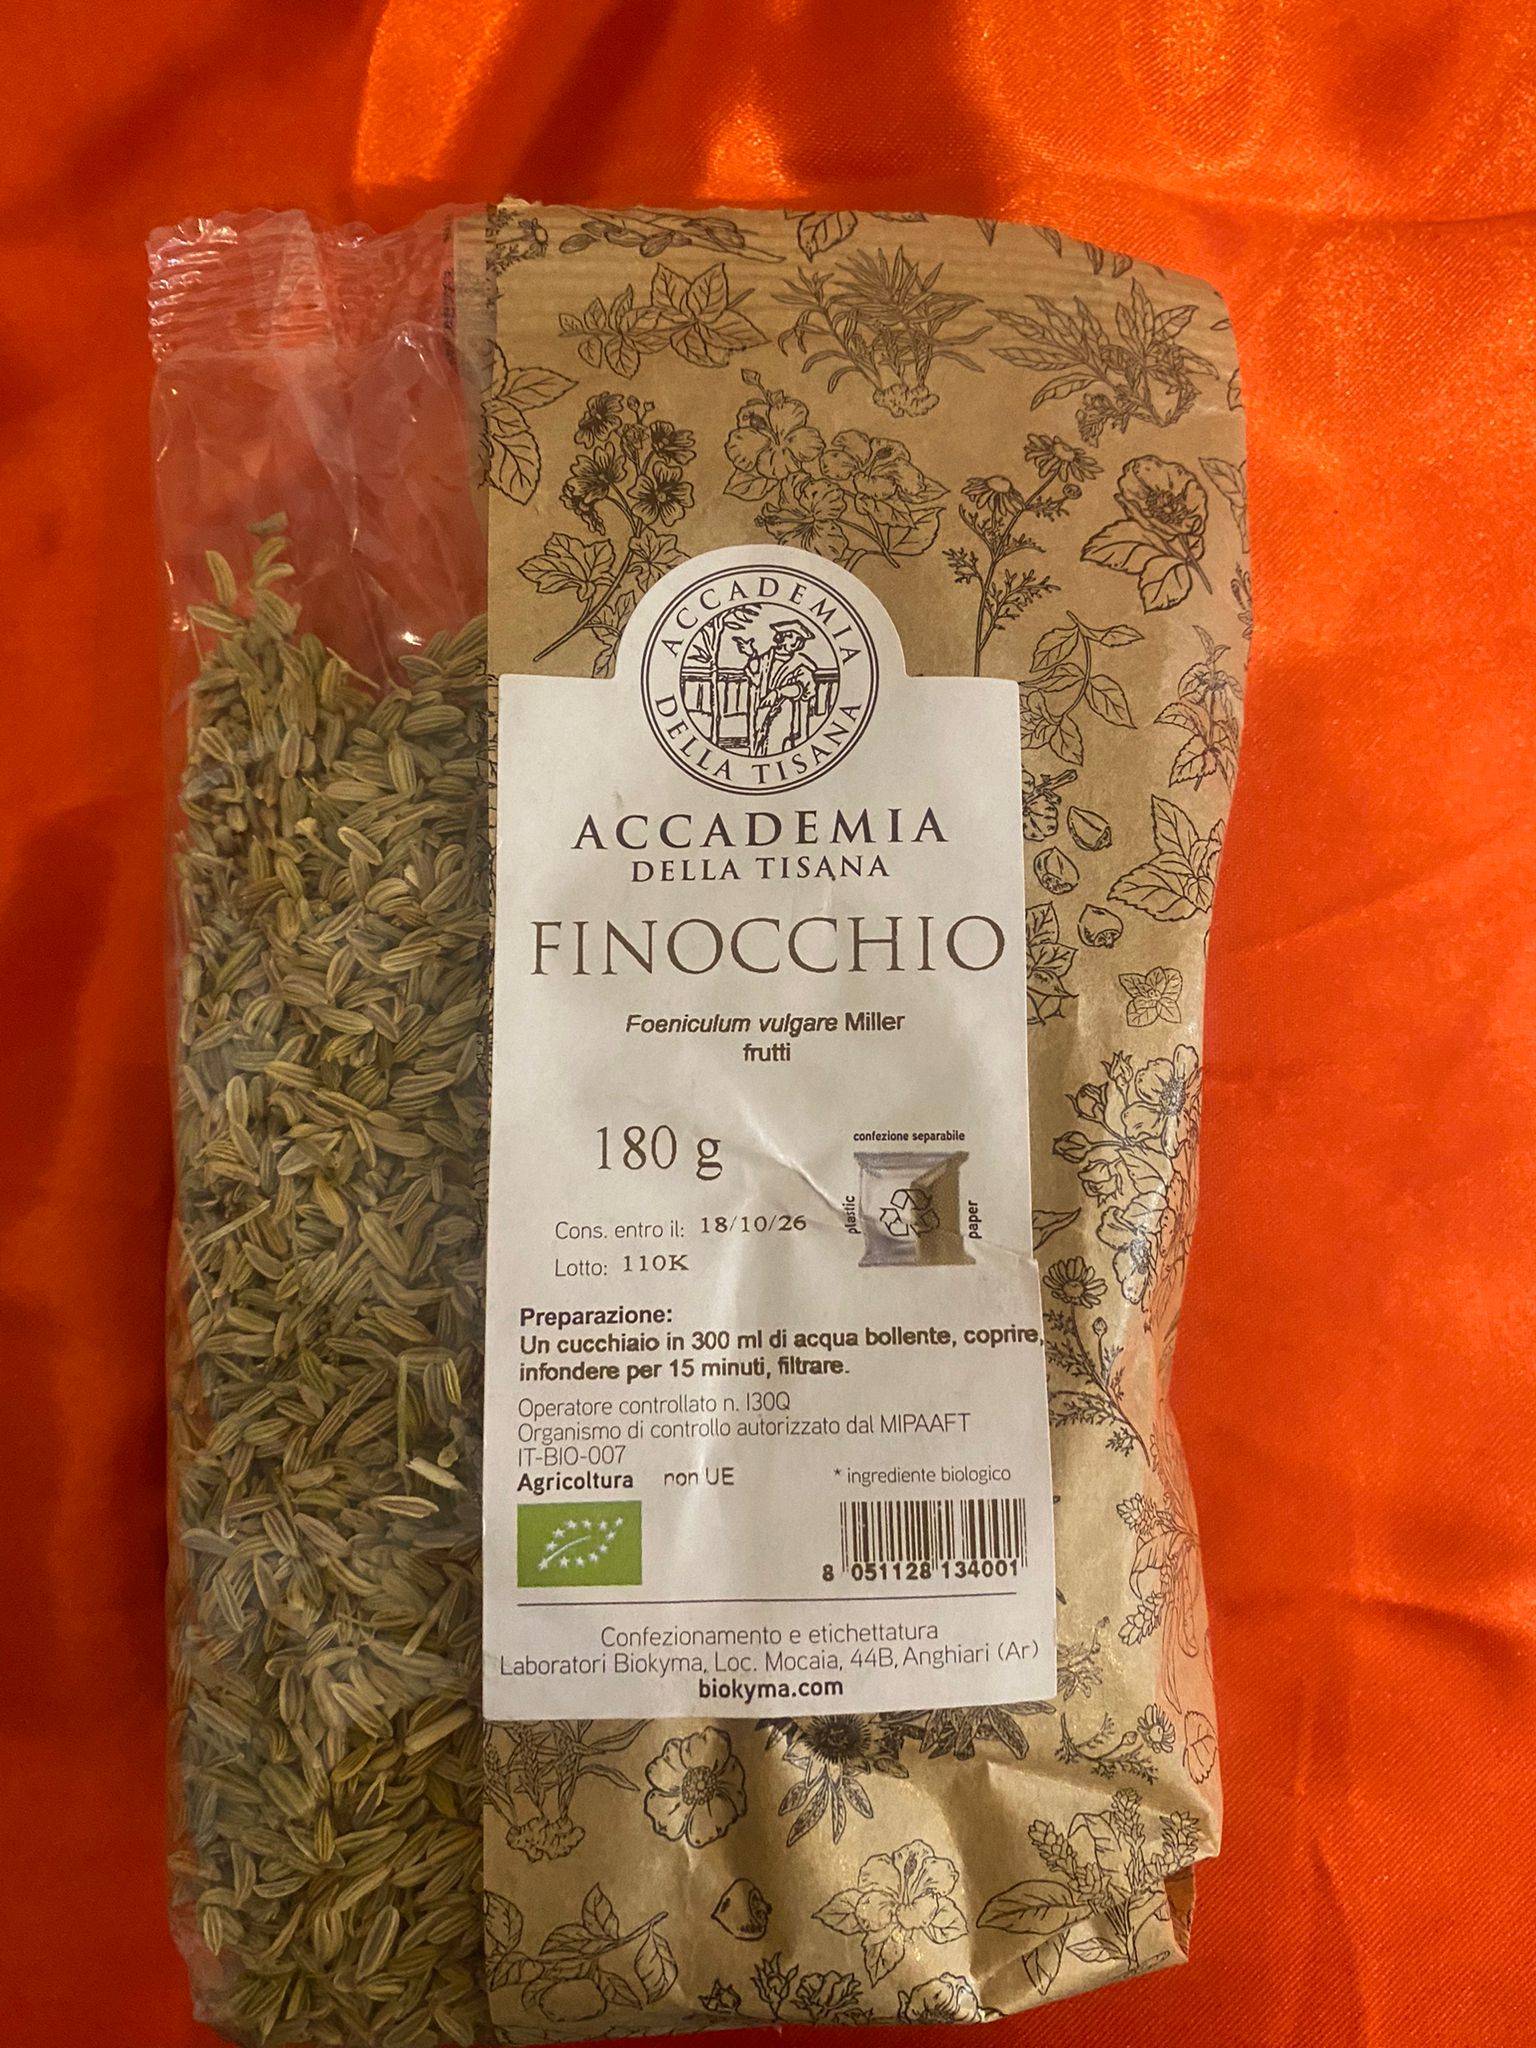 ACCADEMIA
DELLA TISANA
ACCADEMIA
DELLA TISANA
FINOCCHIO
Foeniculum vulgare Miller
frutti
180 g
confezione separabile
plastic
paper
Cons. entro il: 18/10/26
Lotto: 110K
Preparazione:
Un cucchiaio in 300 ml di acqua bollente, coprire,
infondere per 15 minuti, filtrare.
Operatore controllato n. I30Q
Organismo di controllo autorizzato dal MIPAAFT
IT-BIO-007
Agricoltura non UE
* ingrediente biologico
8 051128 134001
Confezionamento e etichettatura
Laboratori Biokyma, Loc. Mocaia, 44B, Anghiari (Ar)
biokyma.com